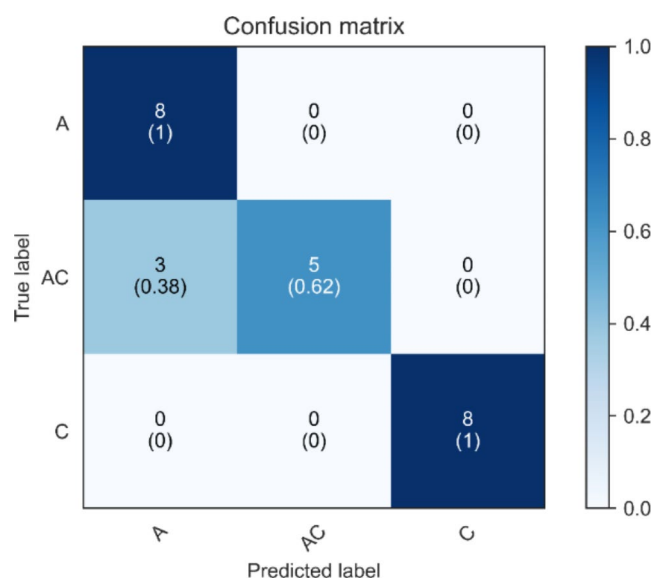 Confusion matrix
A
8
(1)
0
(0)
0
(0)
AC
3
(0.38)
5
(0.62)
0
(0)
C
0
(0)
0
(0)
8
(1)
A
AC
C
True label
Predicted label
1.0
0.8
0.6
0.4
0.2
0.0